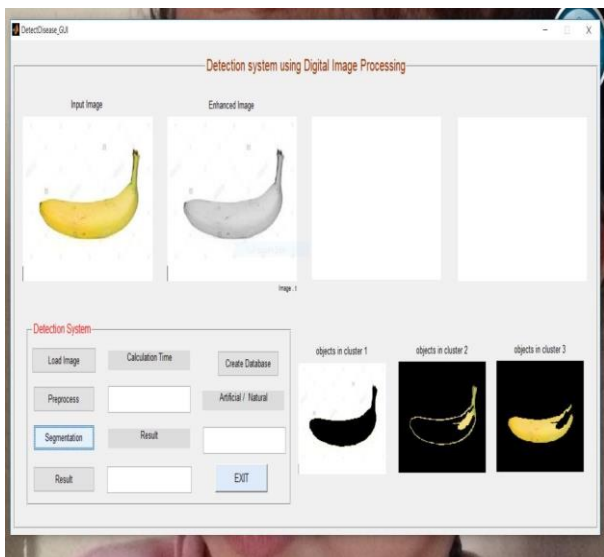 DetectDisease_GUI
Detection system using Digital Image Processing
Input Image
Enhanced Image
Image . 1
Detection System
Load Image
Calculation Time
Create Database
Preprocess
Artificial / Natural
Segmentation
Result
Result
EXIT
objects in cluster 1
objects in cluster 2
objects in cluster 3